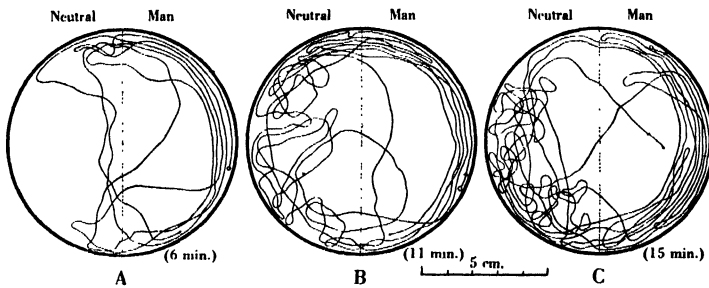 Neutral Man Neutral Man Neutral Man
(6 min.) (11 min.) (15 min.)
5 cm.
A B C